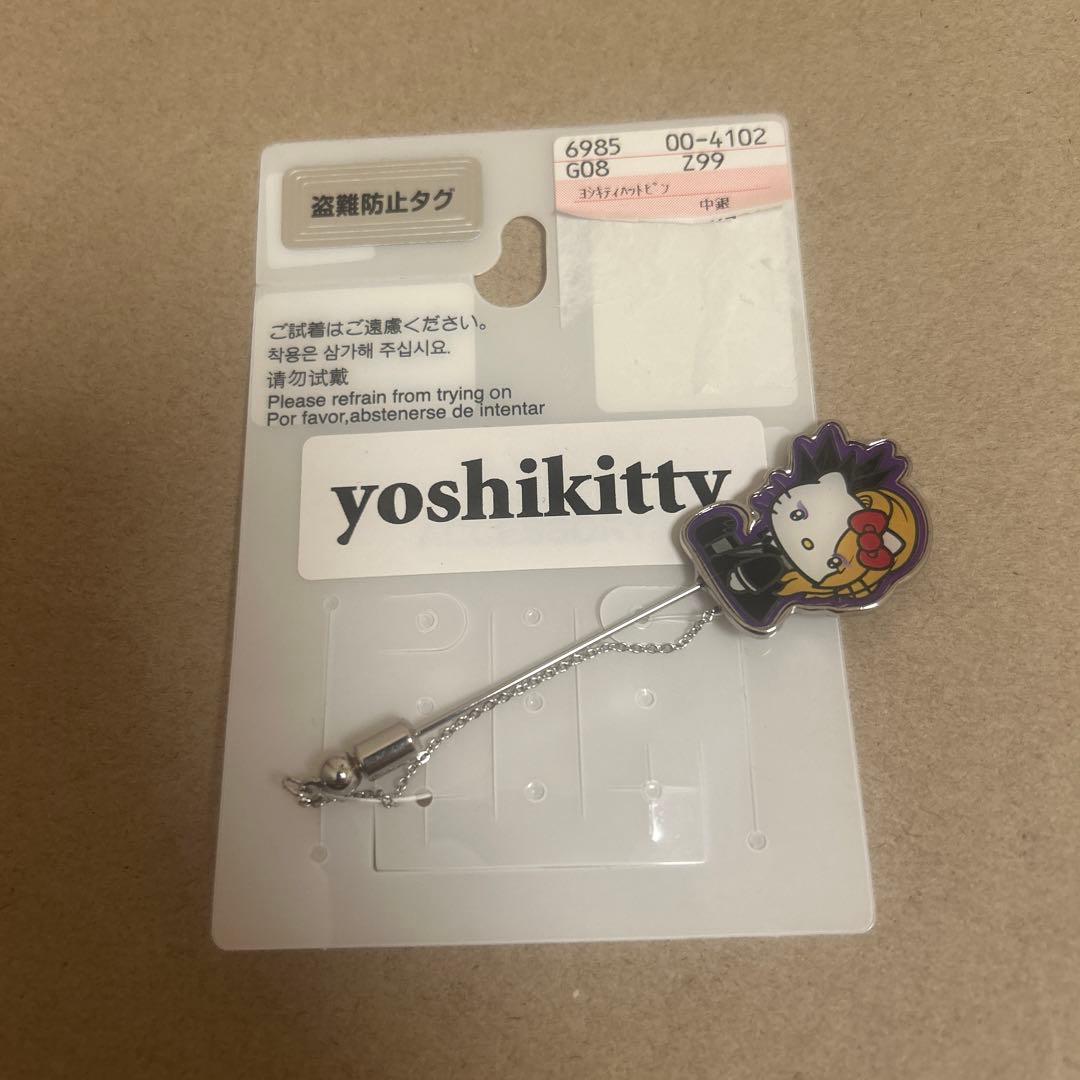 盗難防止タグ
6985 00-4102
G08 Z99
ヨシキティハットピン
中銀
ご試着はご遠慮ください。
착용은 삼가해 주십시요.
请勿试戴
Please refrain from trying on
Por favor,abstenerse de intentar
yoshikitty